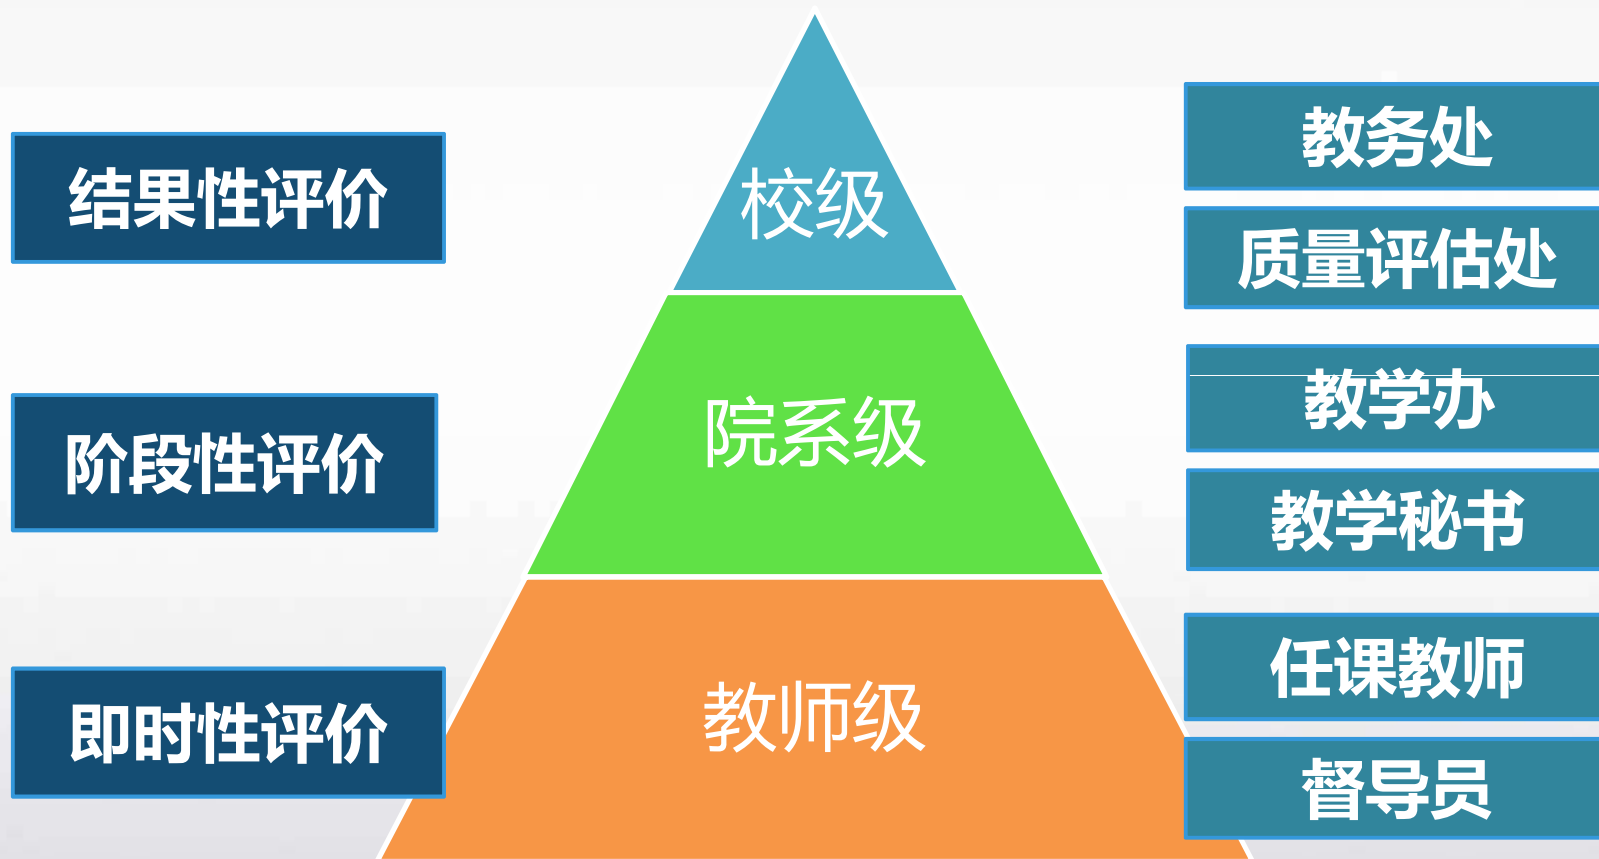 教务处
结果性评价
校级
质量评估处
教学办
阶段性评价
院系级
教学秘书
任课教师
即时性评价
教师级
督导员